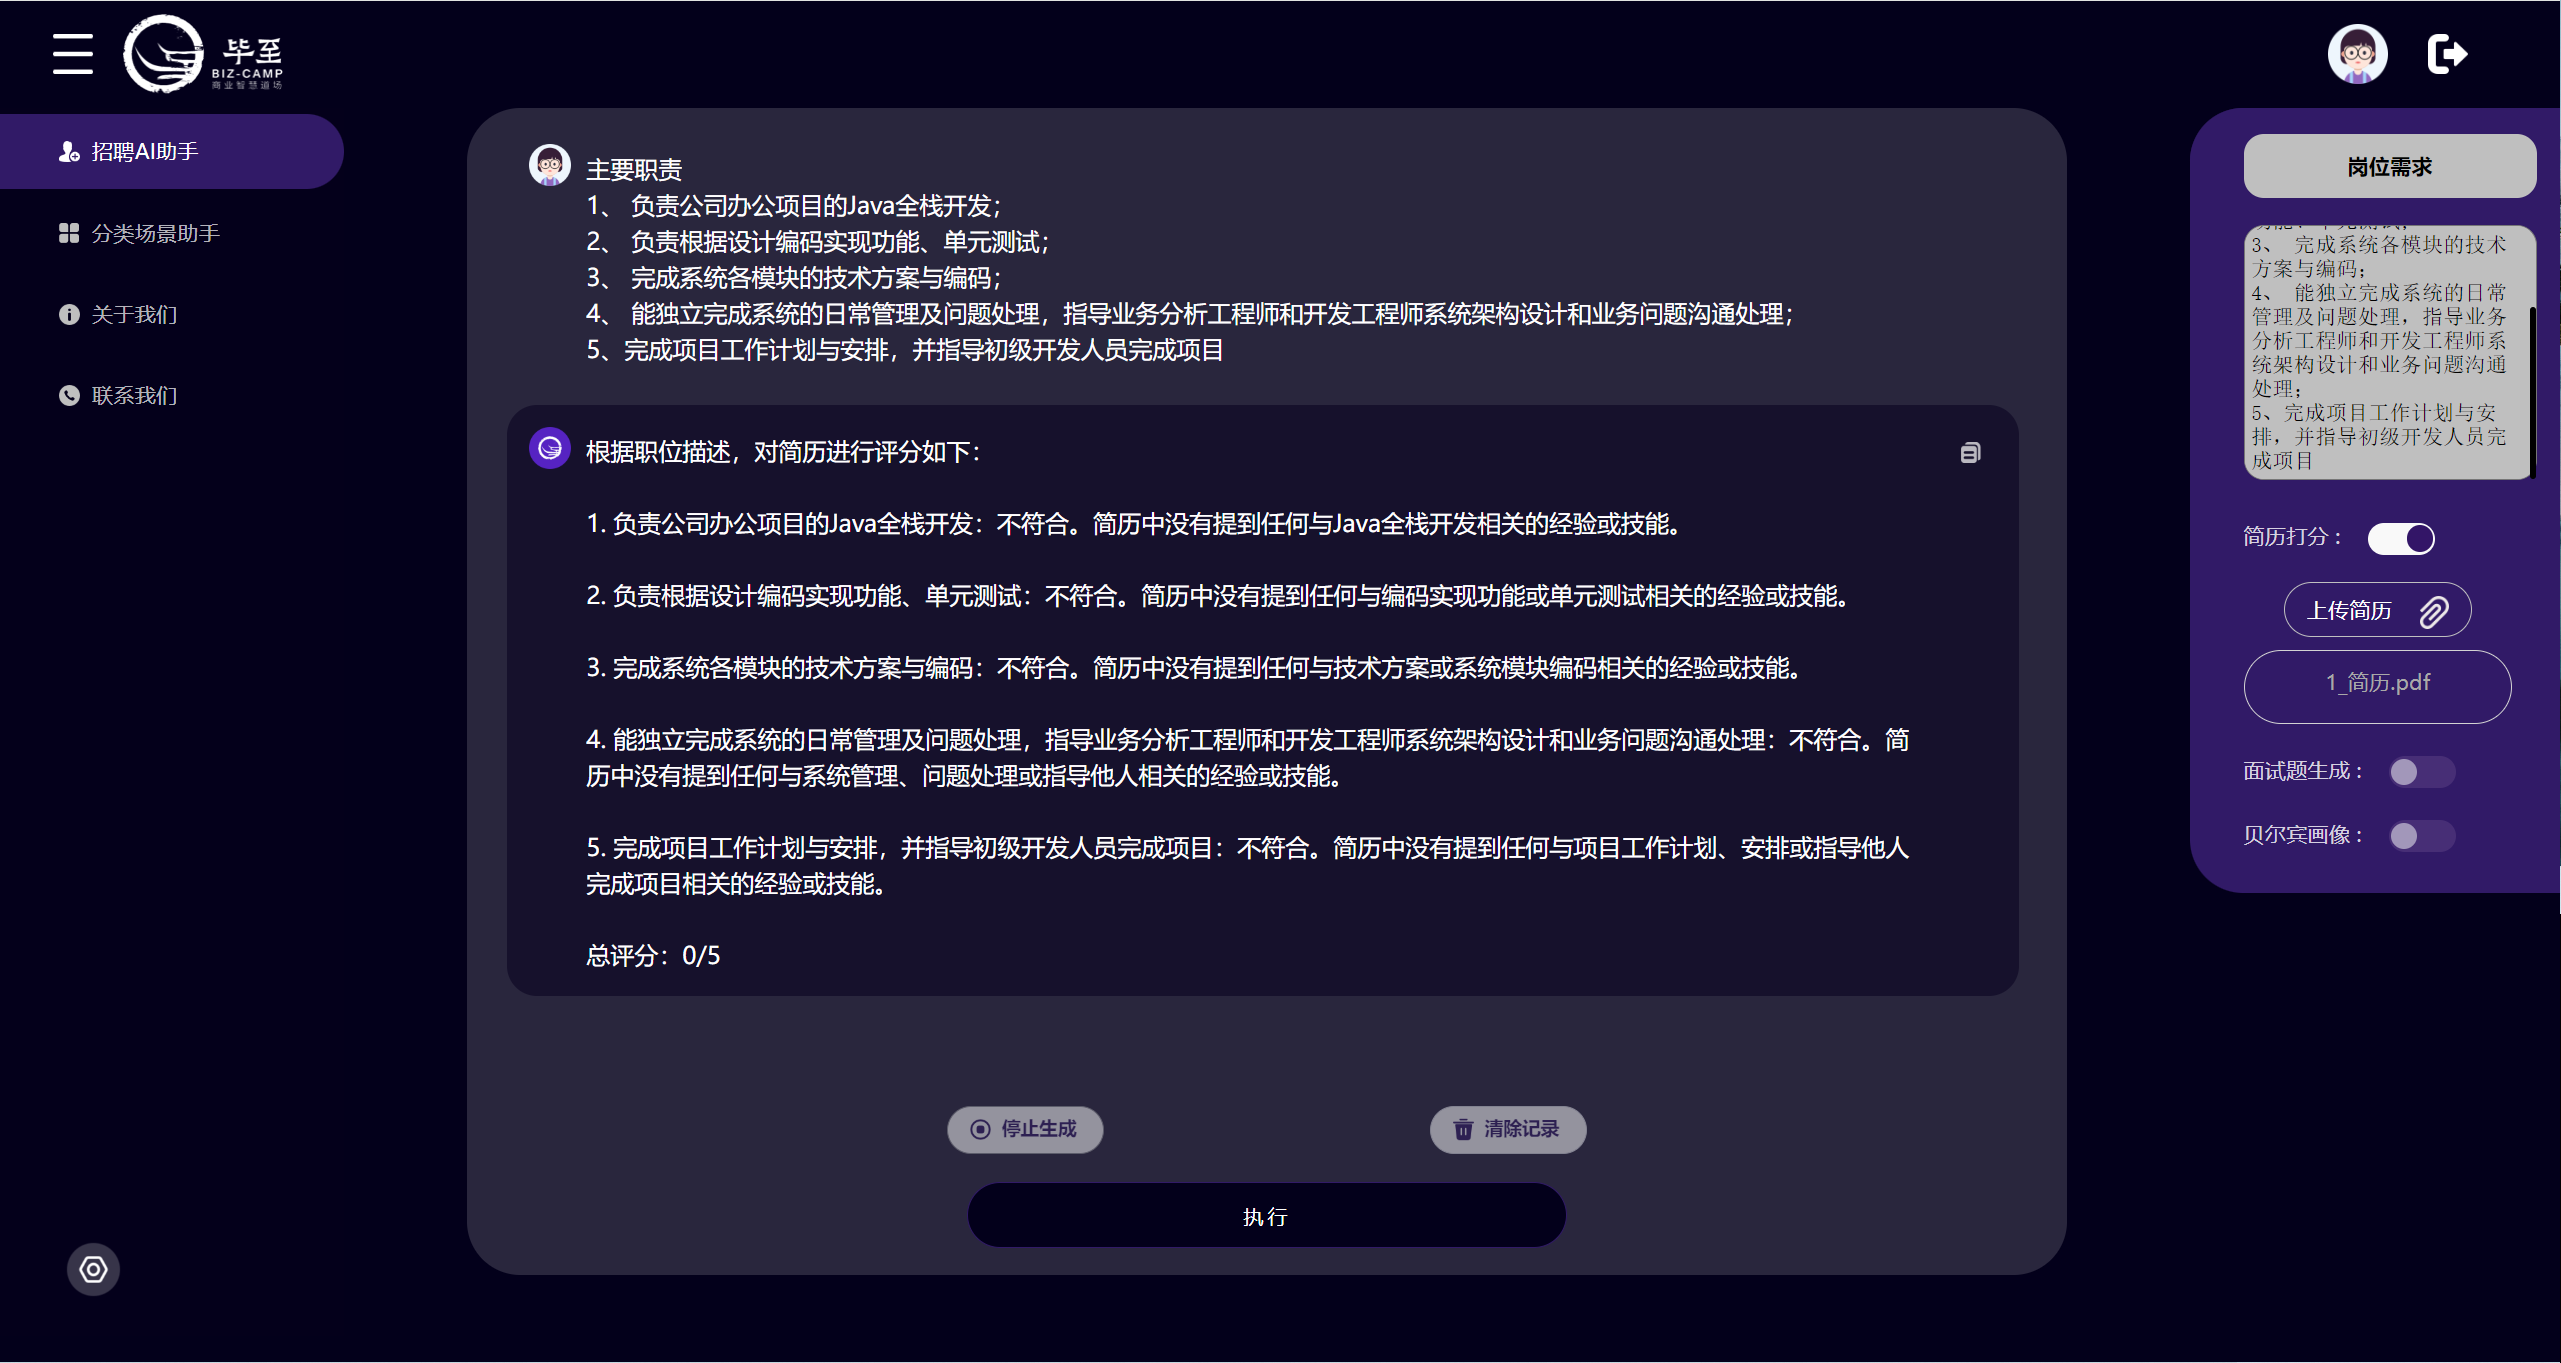 毕至
BIZ-CAMP
商业智慧道场
招聘AI助手
分类场景助手
关于我们
联系我们
主要职责
1、 负责公司办公项目的Java全栈开发；
2、 负责根据设计编码实现功能、单元测试；
3、 完成系统各模块的技术方案与编码；
4、 能独立完成系统的日常管理及问题处理，指导业务分析工程师和开发工程师系统架构设计和业务问题沟通处理；
5、完成项目工作计划与安排，并指导初级开发人员完成项目
根据职位描述，对简历进行评分如下：
1. 负责公司办公项目的Java全栈开发：不符合。简历中没有提到任何与Java全栈开发相关的经验或技能。
2. 负责根据设计编码实现功能、单元测试：不符合。简历中没有提到任何与编码实现功能或单元测试相关的经验或技能。
3. 完成系统各模块的技术方案与编码：不符合。简历中没有提到任何与技术方案或系统模块编码相关的经验或技能。
4. 能独立完成系统的日常管理及问题处理，指导业务分析工程师和开发工程师系统架构设计和业务问题沟通处理：不符合。简
历中没有提到任何与系统管理、问题处理或指导他人相关的经验或技能。
5. 完成项目工作计划与安排，并指导初级开发人员完成项目：不符合。简历中没有提到任何与项目工作计划、安排或指导他人
完成项目相关的经验或技能。
总评分：0/5
停止生成
清除记录
执行
岗位需求
功能、单元测试；
3、 完成系统各模块的技术
方案与编码；
4、 能独立完成系统的日常
管理及问题处理，指导业务
分析工程师和开发工程师系
统架构设计和业务问题沟通
处理；
5、完成项目工作计划与安
排，并指导初级开发人员完
成项目
简历打分：
上传简历
1_简历.pdf
面试题生成：
贝尔宾画像：